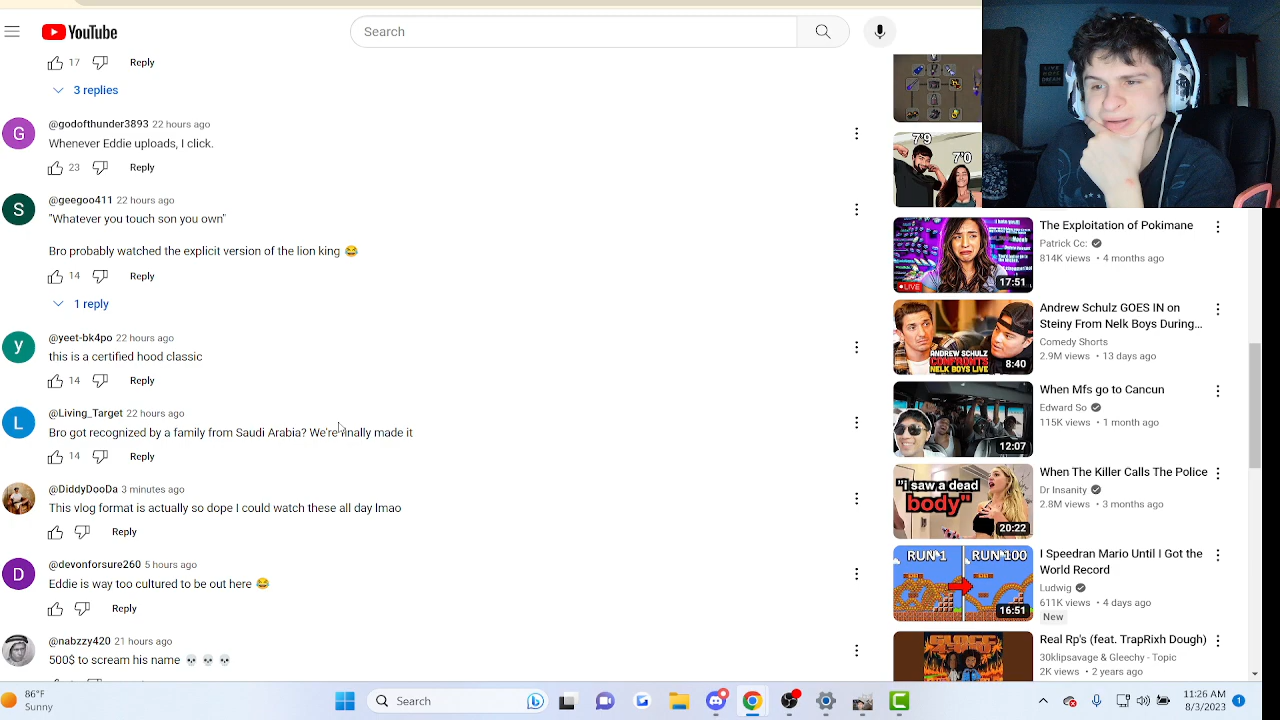 YouTube
Search
17
Reply
3 replies
@godofthunder3893 22 hours ago
Whenever Eddie uploads, I click.
23
Reply
@geegoo411 22 hours ago
"Whatever you touch son you own"
Bro probably watched the explicit version of the lion king 😂
14
Reply
1 reply
@yeet-bk4po 22 hours ago
this is a certified hood classic
14
Reply
@Living_Target 22 hours ago
Bro got recognized by a family from Saudi Arabia? We're finally made it
14
Reply
@DiddyDooDa 3 minutes ago
This vlog format is actually so dope. Could watch these all day lmao
Reply
@devonforsure260 5 hours ago
Eddie is way too cultured to be out here 😂
Reply
@nabzzy420 21 hours ago
500$ to scream his name 💀 💀 💀
7'9
7'0
LIVE
17:51
The Exploitation of Pokimane
Patrick Cc:
814K views • 4 months ago
ANDREW SCHULZ
CONFRONTS
NELK BOYS LIVE
8:40
Andrew Schulz GOES IN on
Steiny From Nelk Boys During...
Comedy Shorts
2.9M views • 13 days ago
12:07
When Mfs go to Cancun
Edward So
115K views • 1 month ago
"i saw a dead
body"
20:22
When The Killer Calls The Police
Dr Insanity
2.8M views • 3 months ago
RUN 1
RUN 100
16:51
I Speedran Mario Until I Got the
World Record
Ludwig
611K views • 4 days ago
New
Real Rp's (feat. TrapRixh Dough)
30klipsavage & Gleechy - Topic
2K views • 2 years ago
86°F
Sunny
Search
11:26 AM
8/3/2023